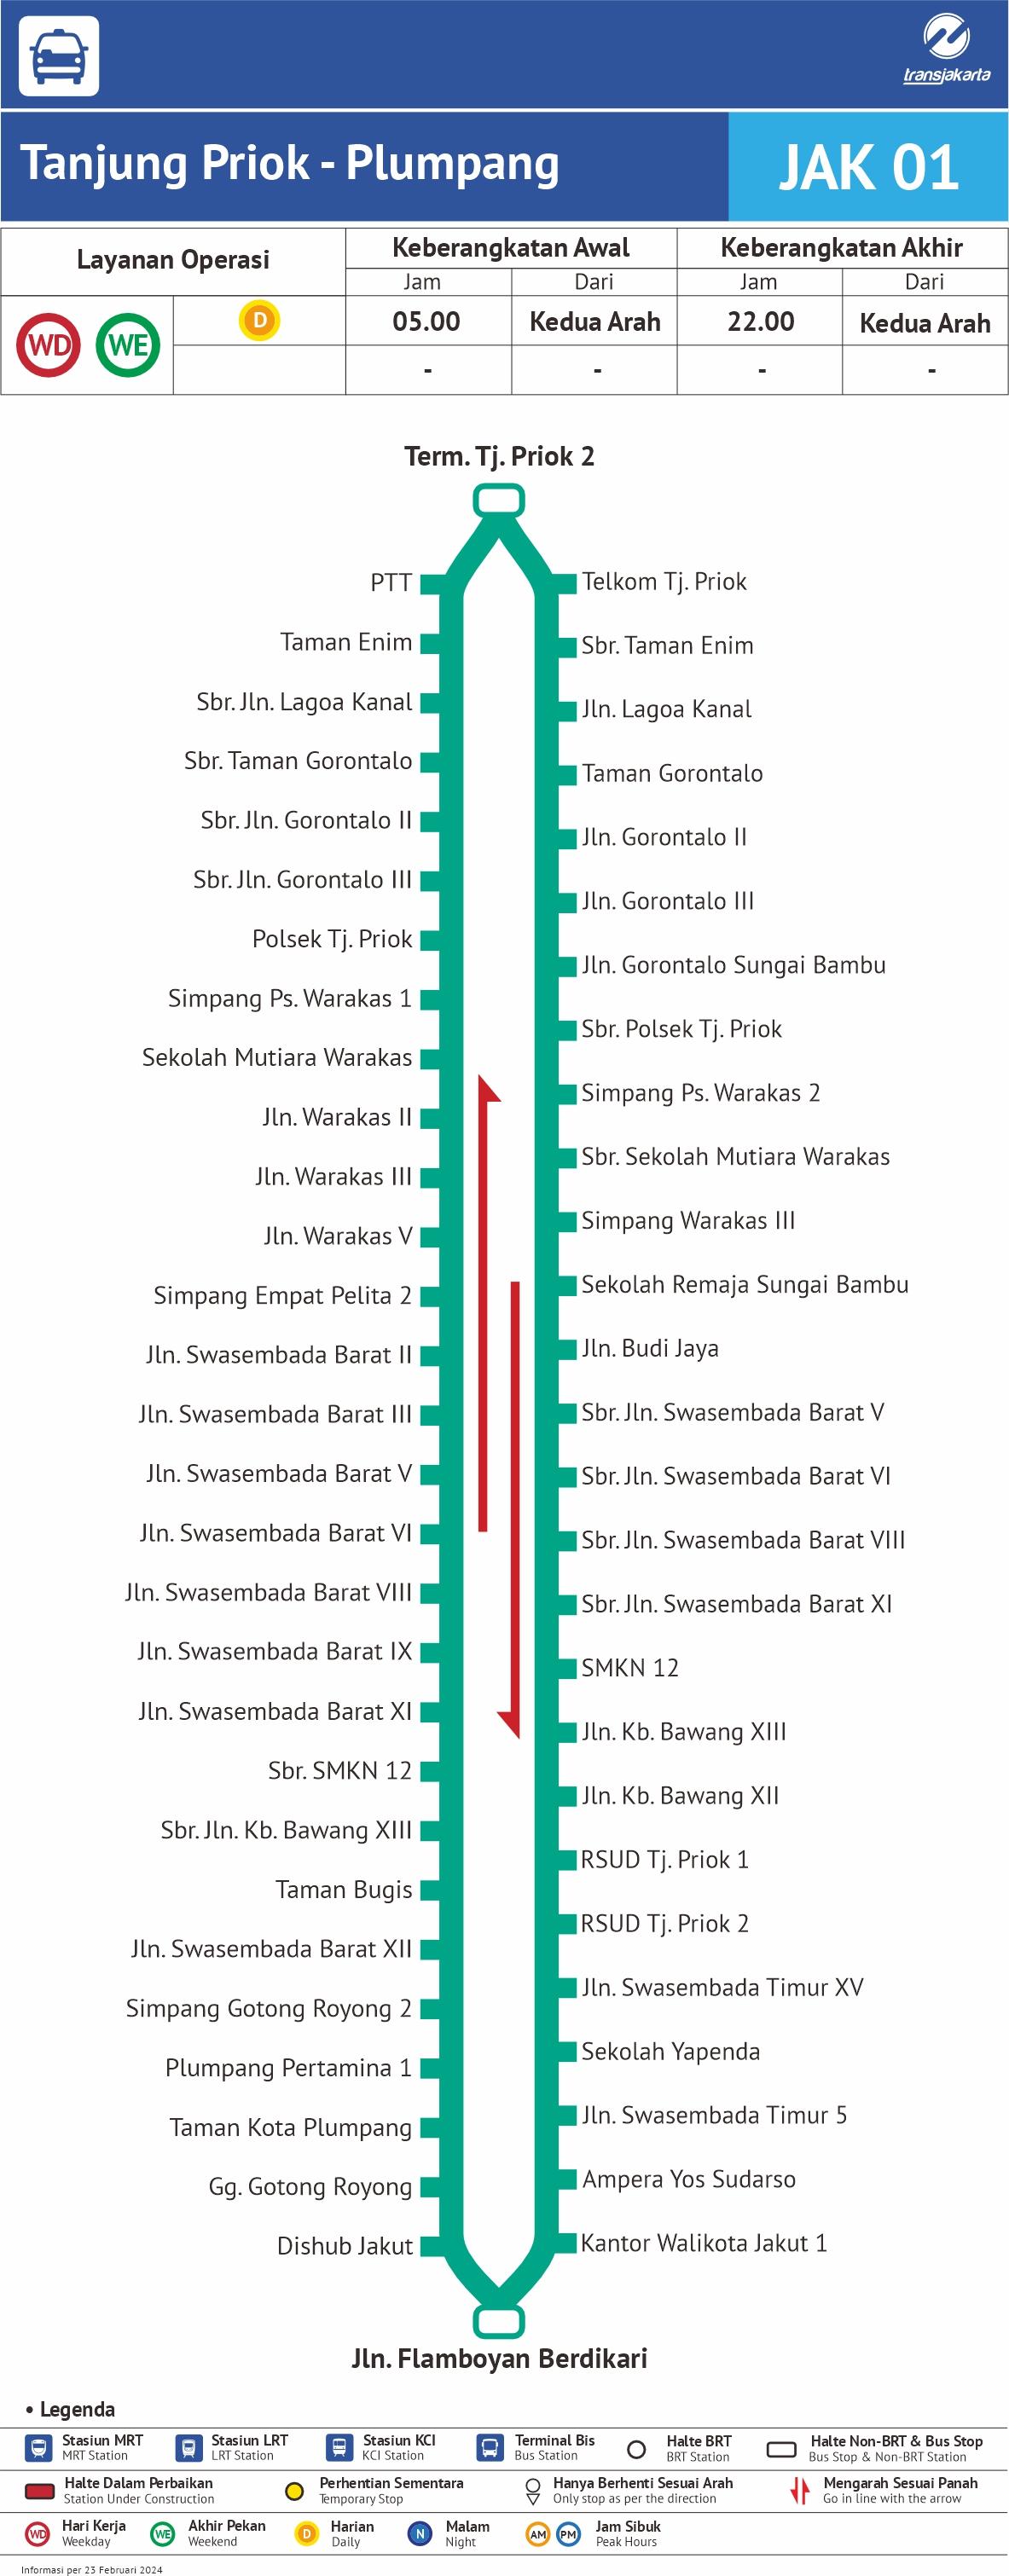 transjakarta
Tanjung Priok - Plumpang
JAK 01
Layanan Operasi
Keberangkatan Awal
Keberangkatan Akhir
Jam
Dari
Jam
Dari
WD
WE
D
05.00
Kedua Arah
22.00
Kedua Arah
-
-
-
-
Term. Tj. Priok 2
PTT
Taman Enim
Sbr. Jln. Lagoa Kanal
Sbr. Taman Gorontalo
Sbr. Jln. Gorontalo II
Sbr. Jln. Gorontalo III
Polsek Tj. Priok
Simpang Ps. Warakas 1
Sekolah Mutiara Warakas
Jln. Warakas II
Jln. Warakas III
Jln. Warakas V
Simpang Empat Pelita 2
Jln. Swasembada Barat II
Jln. Swasembada Barat III
Jln. Swasembada Barat V
Jln. Swasembada Barat VI
Jln. Swasembada Barat VIII
Jln. Swasembada Barat IX
Jln. Swasembada Barat XI
Sbr. SMKN 12
Sbr. Jln. Kb. Bawang XIII
Taman Bugis
Jln. Swasembada Barat XII
Simpang Gotong Royong 2
Plumpang Pertamina 1
Taman Kota Plumpang
Gg. Gotong Royong
Dishub Jakut
Telkom Tj. Priok
Sbr. Taman Enim
Jln. Lagoa Kanal
Taman Gorontalo
Jln. Gorontalo II
Jln. Gorontalo III
Jln. Gorontalo Sungai Bambu
Sbr. Polsek Tj. Priok
Simpang Ps. Warakas 2
Sbr. Sekolah Mutiara Warakas
Simpang Warakas III
Sekolah Remaja Sungai Bambu
Jln. Budi Jaya
Sbr. Jln. Swasembada Barat V
Sbr. Jln. Swasembada Barat VI
Sbr. Jln. Swasembada Barat VIII
Sbr. Jln. Swasembada Barat XI
SMKN 12
Jln. Kb. Bawang XIII
Jln. Kb. Bawang XII
RSUD Tj. Priok 1
RSUD Tj. Priok 2
Jln. Swasembada Timur XV
Sekolah Yapenda
Jln. Swasembada Timur 5
Ampera Yos Sudarso
Kantor Walikota Jakut 1
Jln. Flamboyan Berdikari
• Legenda
Stasiun MRT
MRT Station
Stasiun LRT
LRT Station
Stasiun KCI
KCI Station
Terminal Bis
Bus Station
Halte BRT
BRT Station
Halte Non-BRT & Bus Stop
Bus Stop & Non-BRT Station
Halte Dalam Perbaikan
Station Under Construction
Perhentian Sementara
Temporary Stop
Hanya Berhenti Sesuai Arah
Only stop as per the direction
Mengarah Sesuai Panah
Go in line with the arrow
WD
Hari Kerja
Weekday
WE
Akhir Pekan
Weekend
D
Harian
Daily
N
Malam
Night
AM
PM
Jam Sibuk
Peak Hours
Informasi per 23 Februari 2024